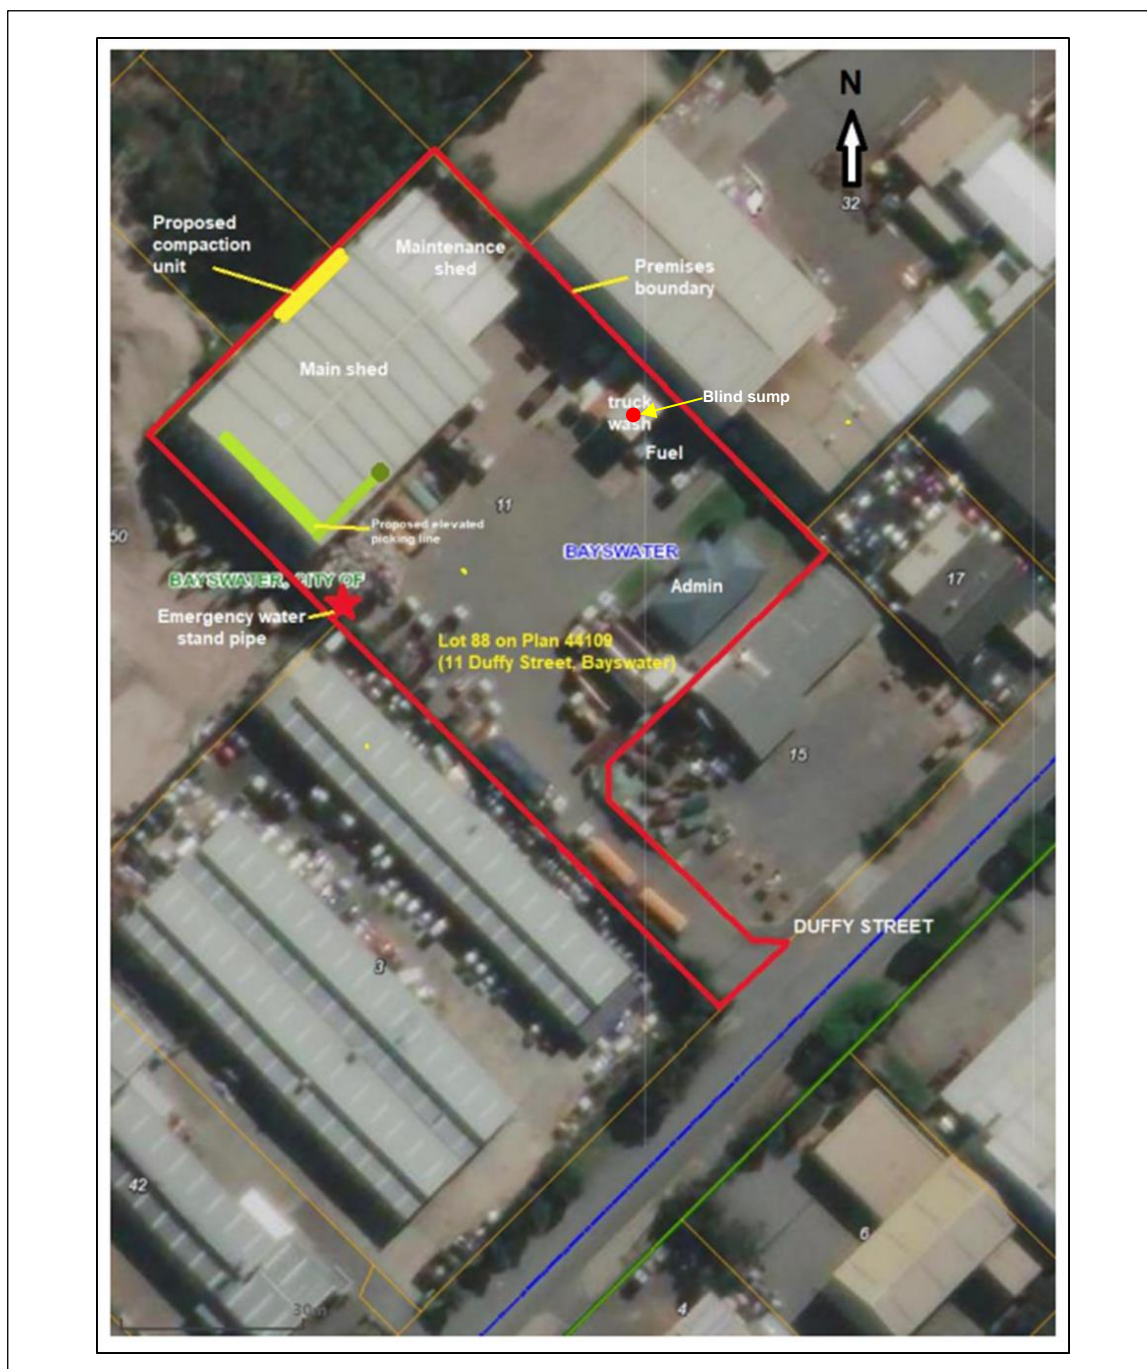 N
32
Proposed
compaction
unit
Maintenance
shed
Premises
boundary
Main shed
truck
wash
Blind sump
Fuel
11
Proposed elevated
picking line
50
BAYSWATER
BAYSWATER, CITY OF
17
Admin
Emergency water
stand pipe
Lot 88 on Plan 44109
(11 Duffy Street, Bayswater)
15
DUFFY STREET
3
42
6
30 m
4